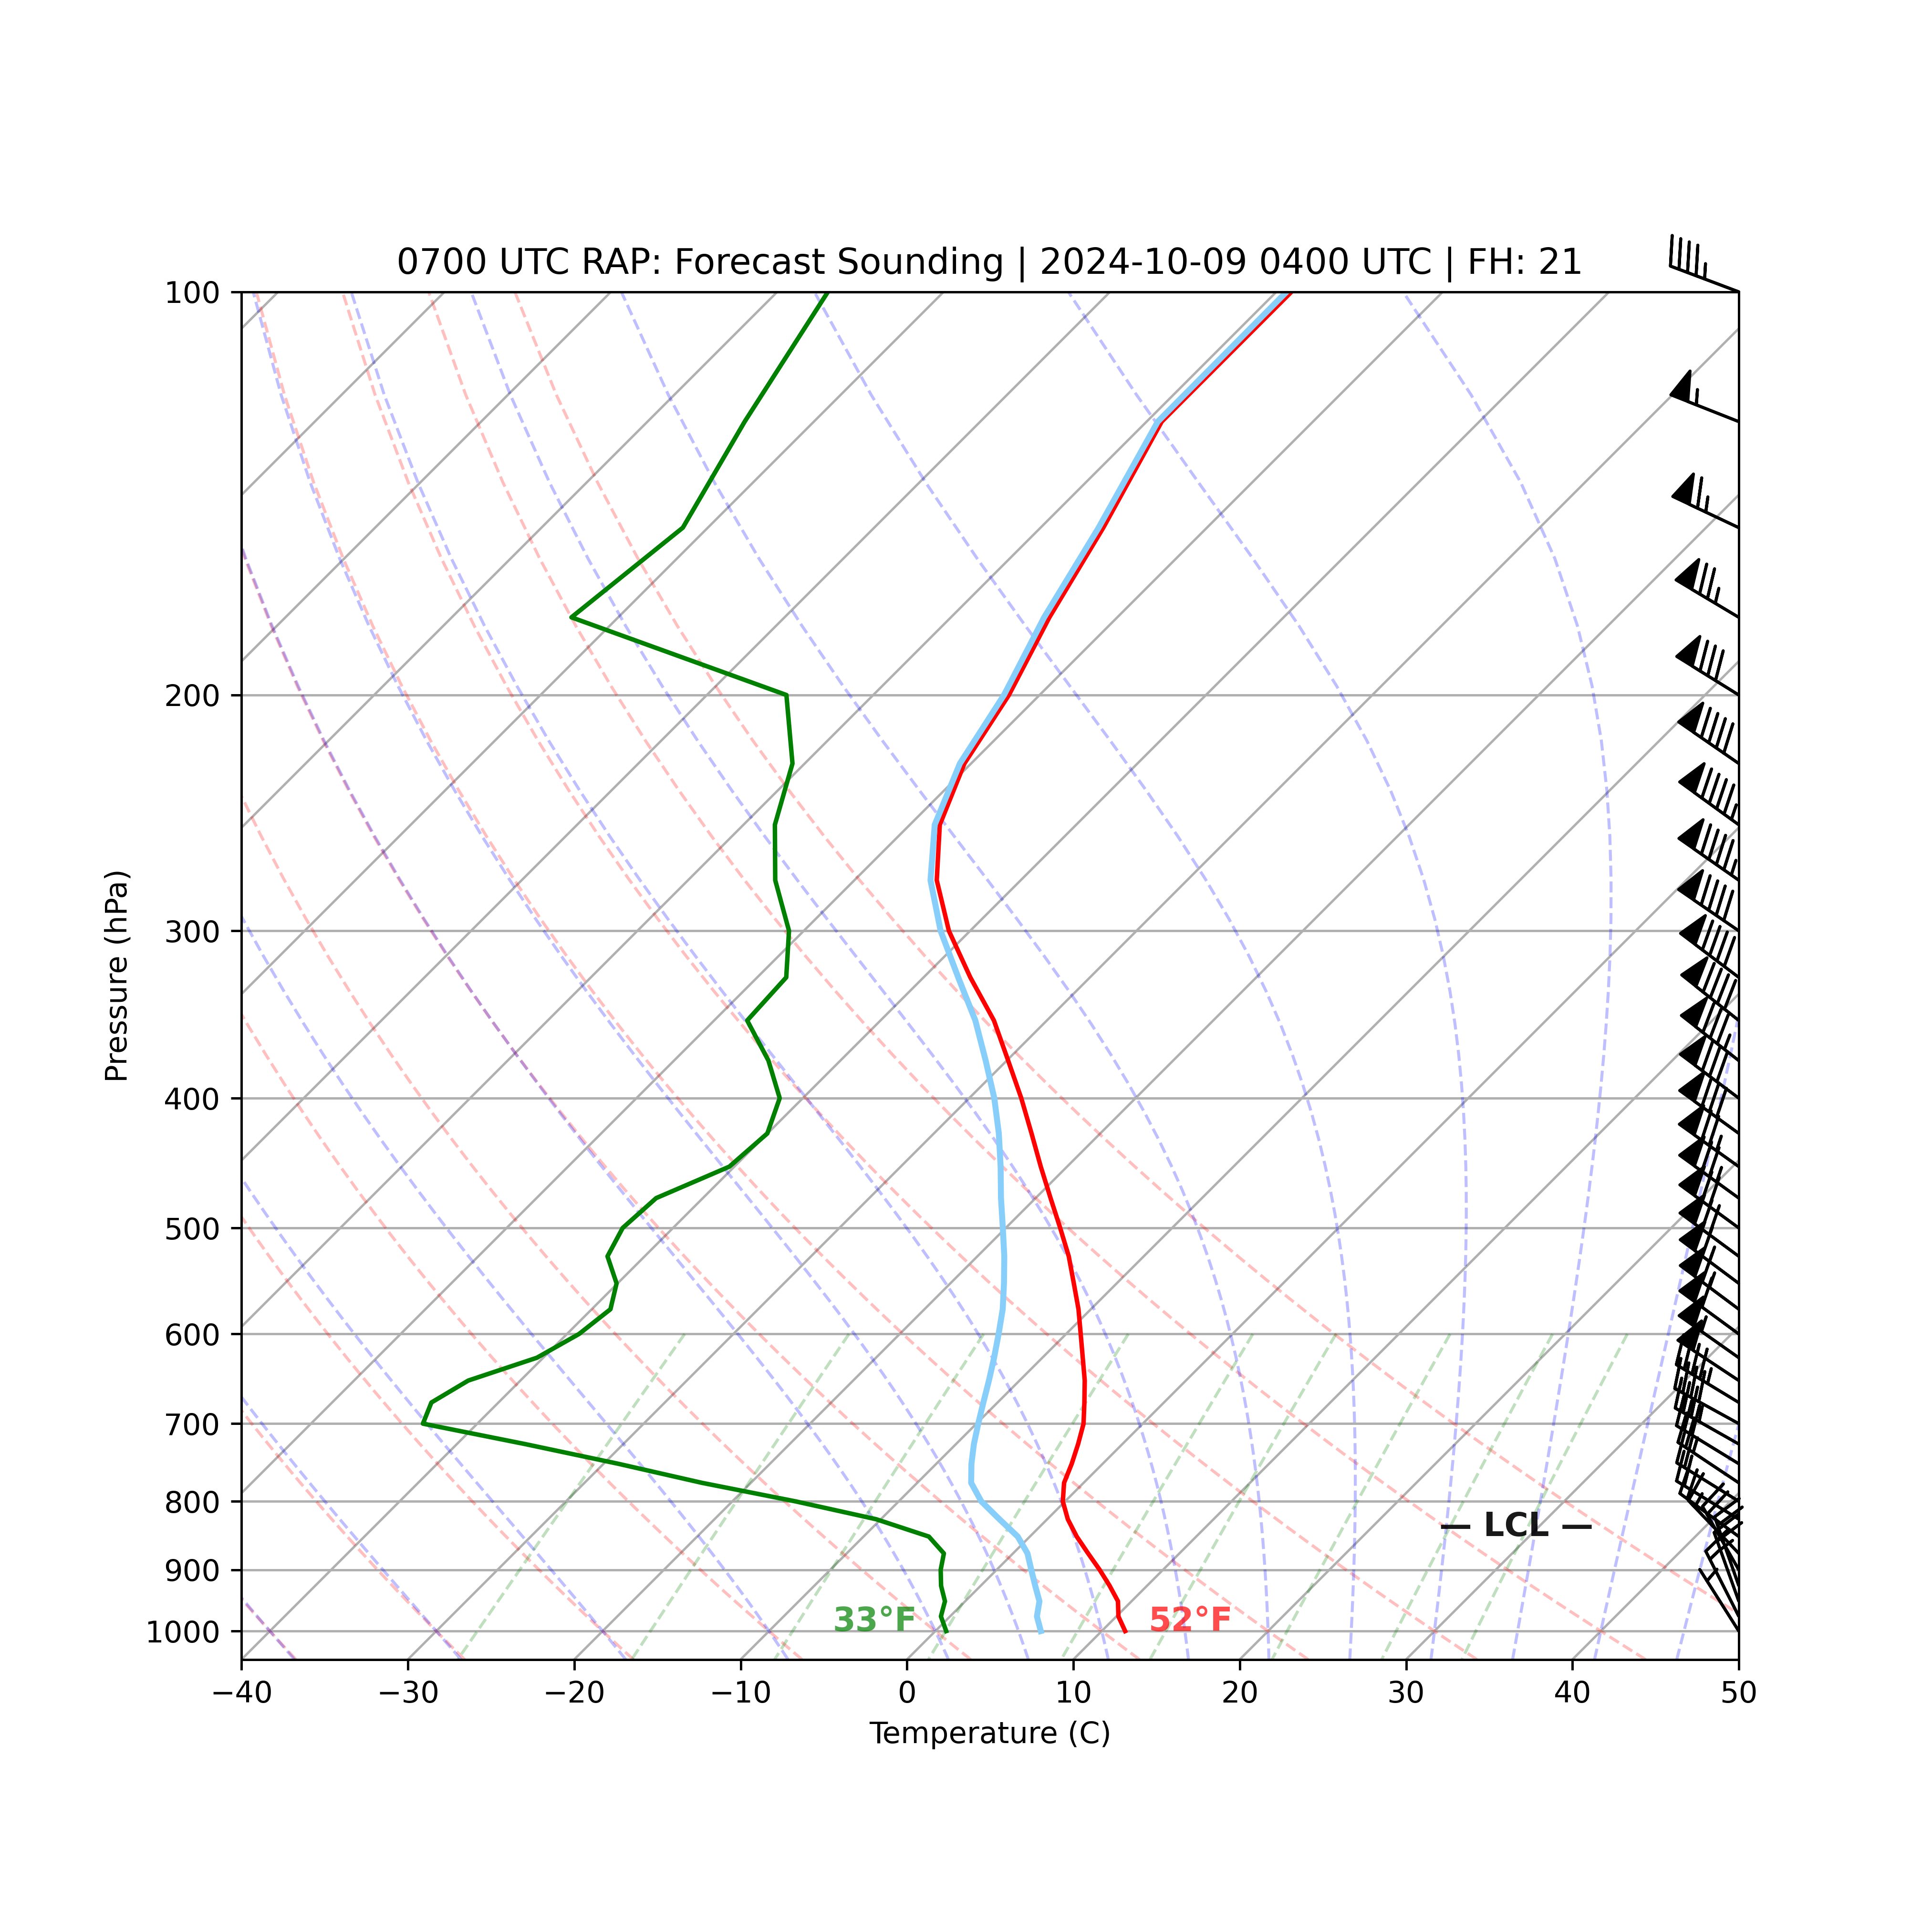 0700 UTC RAP: Forecast Sounding | 2024-10-09 0400 UTC | FH: 21
100
200
300
400
500
600
700
800
900
1000
Pressure (hPa)
— LCL —
33°F
52°F
−40 −30 −20 −10 0 10 20 30 40 50
Temperature (C)